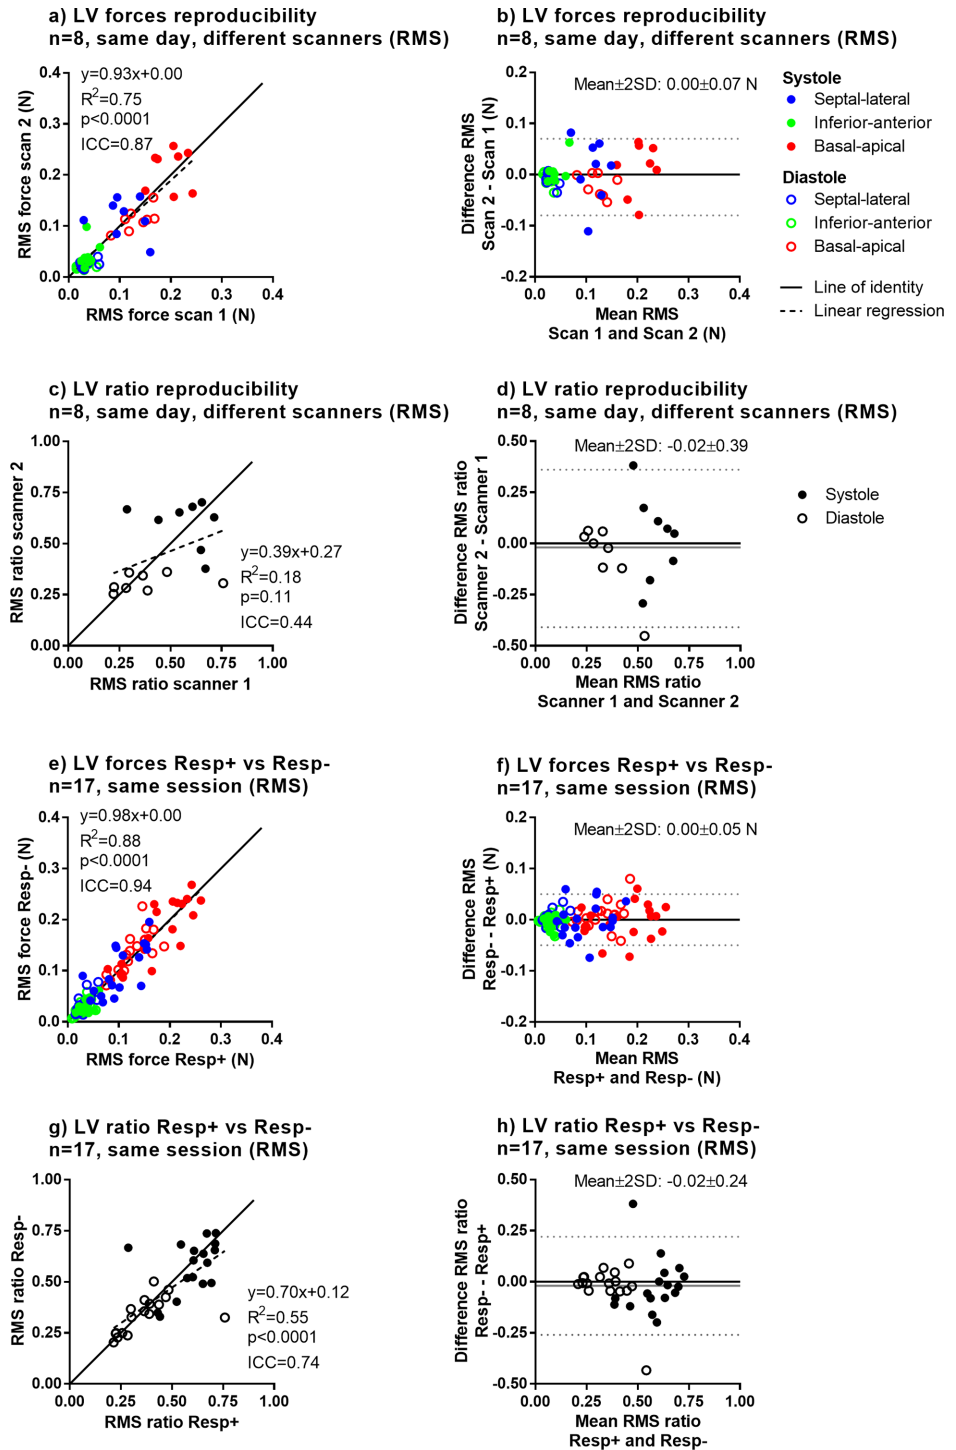 a) LV forces reproducibility
n=8, same day, different scanners (RMS)
y=0.93x+0.00
R²=0.75
p<0.0001
ICC=0.87
RMS force scan 2 (N)
0.4
0.3
0.2
0.1
0.0
0.0 0.1 0.2 0.3 0.4
RMS force scan 1 (N)
b) LV forces reproducibility
n=8, same day, different scanners (RMS)
Mean±2SD: 0.00±0.07 N
Difference RMS
Scan 2 - Scan 1 (N)
0.2
0.1
0.0
-0.1
-0.2
0.0 0.1 0.2 0.3 0.4
Mean RMS
Scan 1 and Scan 2 (N)
Systole
Septal-lateral
Inferior-anterior
Basal-apical
Diastole
Septal-lateral
Inferior-anterior
Basal-apical
Line of identity
Linear regression
c) LV ratio reproducibility
n=8, same day, different scanners (RMS)
RMS ratio scanner 2
1.00
0.75
0.50
0.25
0.00
y=0.39x+0.27
R²=0.18
p=0.11
ICC=0.44
0.00 0.25 0.50 0.75 1.00
RMS ratio scanner 1
d) LV ratio reproducibility
n=8, same day, different scanners (RMS)
Mean±2SD: -0.02±0.39
Difference RMS ratio
Scanner 2 - Scanner 1
0.50
0.25
0.00
-0.25
-0.50
0.00 0.25 0.50 0.75 1.00
Mean RMS ratio
Scanner 1 and Scanner 2
Systole
Diastole
e) LV forces Resp+ vs Resp-
n=17, same session (RMS)
y=0.98x+0.00
R²=0.88
p<0.0001
ICC=0.94
RMS force Resp- (N)
0.4
0.3
0.2
0.1
0.0
0.0 0.1 0.2 0.3 0.4
RMS force Resp+ (N)
f) LV forces Resp+ vs Resp-
n=17, same session (RMS)
Mean±2SD: 0.00±0.05 N
Difference RMS
Resp- - Resp+ (N)
0.2
0.1
0.0
-0.1
-0.2
0.0 0.1 0.2 0.3 0.4
Mean RMS
Resp+ and Resp- (N)
g) LV ratio Resp+ vs Resp-
n=17, same session (RMS)
RMS ratio Resp-
1.00
0.75
0.50
0.25
0.00
y=0.70x+0.12
R²=0.55
p<0.0001
ICC=0.74
0.00 0.25 0.50 0.75 1.00
RMS ratio Resp+
h) LV ratio Resp+ vs Resp-
n=17, same session (RMS)
Mean±2SD: -0.02±0.24
Difference RMS ratio
Resp- - Resp+
0.50
0.25
0.00
-0.25
-0.50
0.00 0.25 0.50 0.75 1.00
Mean RMS ratio
Resp+ and Resp-